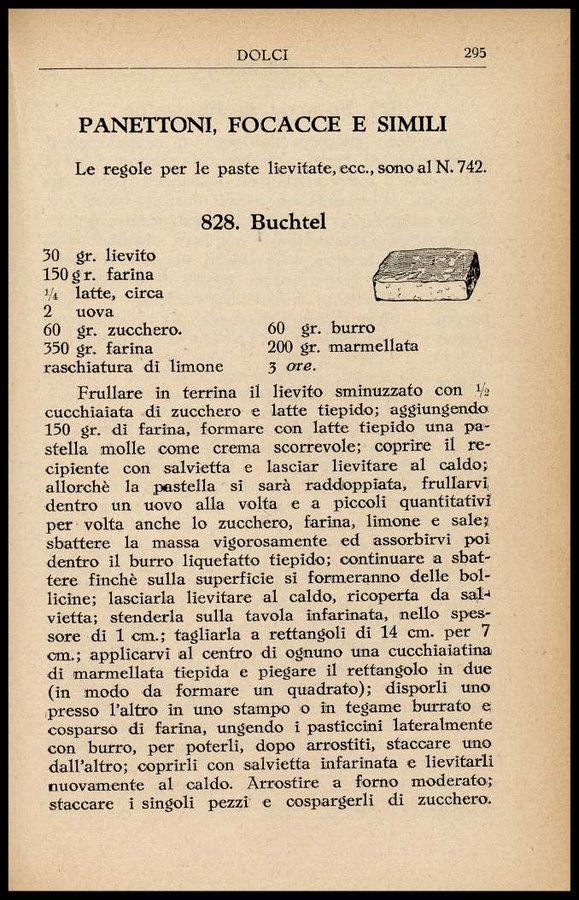 DOLCI 295
PANETTONI, FOCACCE E SIMILI
Le regole per le paste lievitate, ecc., sono al N. 742.
828. Buchtel
30 gr. lievito
150 gr. farina
¼ latte, circa
2 uova
60 gr. zucchero.
350 gr. farina
raschiatura di limone
60 gr. burro
200 gr. marmellata
3 ore.
Frullare in terrina il lievito sminuzzato con ½
cucchiaiata di zucchero e latte tiepido; aggiungendo
150 gr. di farina, formare con latte tiepido una pa-
stella molle come crema scorrevole; coprire il re-
cipiente con salvietta e lasciar lievitare al caldo;
allorchè la pastella si sarà raddoppiata, frullarvi
dentro un uovo alla volta e a piccoli quantitativi
per volta anche lo zucchero, farina, limone e sale;
sbattere la massa vigorosamente ed assorbirvi poi
dentro il burro liquefatto tiepido; continuare a sbat-
tere finchè sulla superficie si formeranno delle bol-
licine; lasciarla lievitare al caldo, ricoperta da sal-
vietta; stenderla sulla tavola infarinata, nello spes-
sore di 1 cm.; tagliarla a rettangoli di 14 cm. per 7
cm.; applicarvi al centro di ognuno una cucchiaiatina
di marmellata tiepida e piegare il rettangolo in due
(in modo da formare un quadrato); disporli uno
presso l'altro in uno stampo o in tegame burrato e
cosparso di farina, ungendo i pasticcini lateralmente
con burro, per poterli, dopo arrostiti, staccare uno
dall'altro; coprirli con salvietta infarinata e lievitarli
nuovamente al caldo. Arrostire a forno moderato;
staccare i singoli pezzi e cospargerli di zucchero.